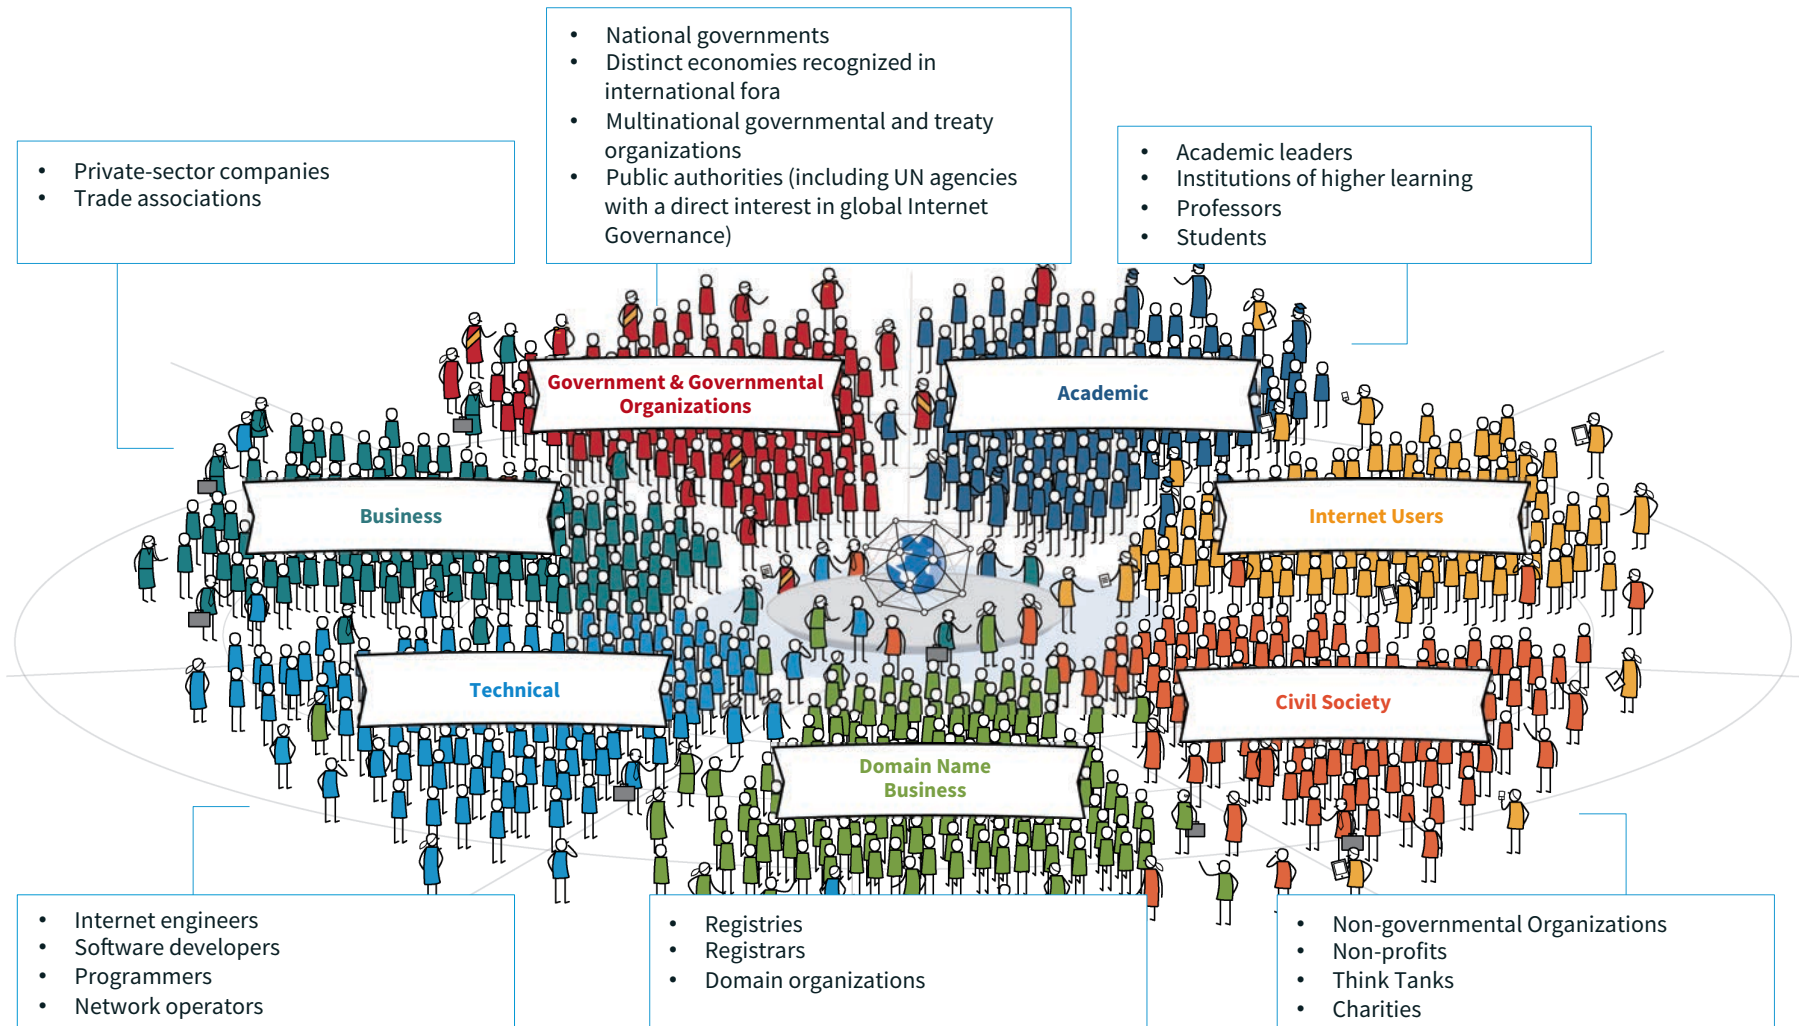 • National governments
• Distinct economies recognized in
international fora
• Multinational governmental and treaty
organizations
• Public authorities (including UN agencies
with a direct interest in global Internet
Governance)
• Private-sector companies
• Trade associations
• Academic leaders
• Institutions of higher learning
• Professors
• Students
Government & Governmental
Organizations
Academic
Business
Internet Users
Technical
Civil Society
Domain Name
Business
• Internet engineers
• Software developers
• Programmers
• Network operators
• Registries
• Registrars
• Domain organizations
• Non-governmental Organizations
• Non-profits
• Think Tanks
• Charities